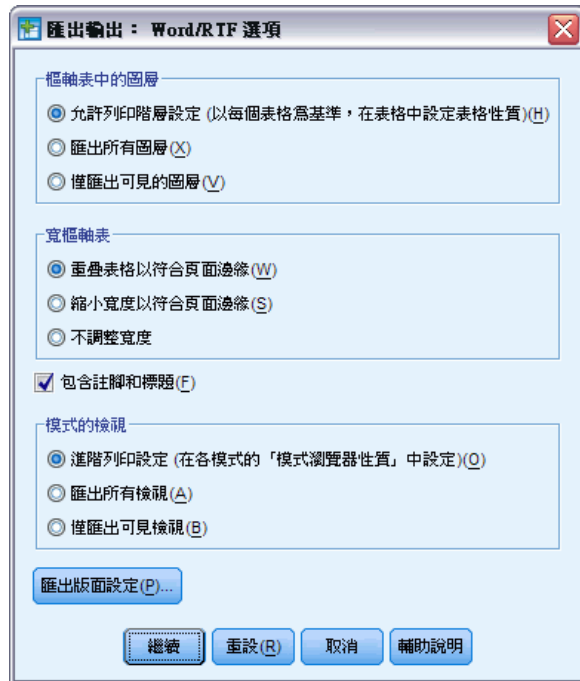 匯出輸出： Word/RTF 選項
樞軸表中的圖層
允許列印階層設定 (以每個表格爲基準，在表格中設定表格性質)(H)
匯出所有圖層(X)
僅匯出可見的圖層(V)
寬樞軸表
重疊表格以符合頁面邊緣(W)
縮小寬度以符合頁面邊緣(S)
不調整寬度
包含註腳和標題(F)
模式的檢視
進階列印設定 (在各模式的「模式瀏覽器性質」中設定)(O)
匯出所有檢視(A)
僅匯出可見檢視(B)
匯出版面設定(P)...
繼續 重設(R) 取消 輔助說明